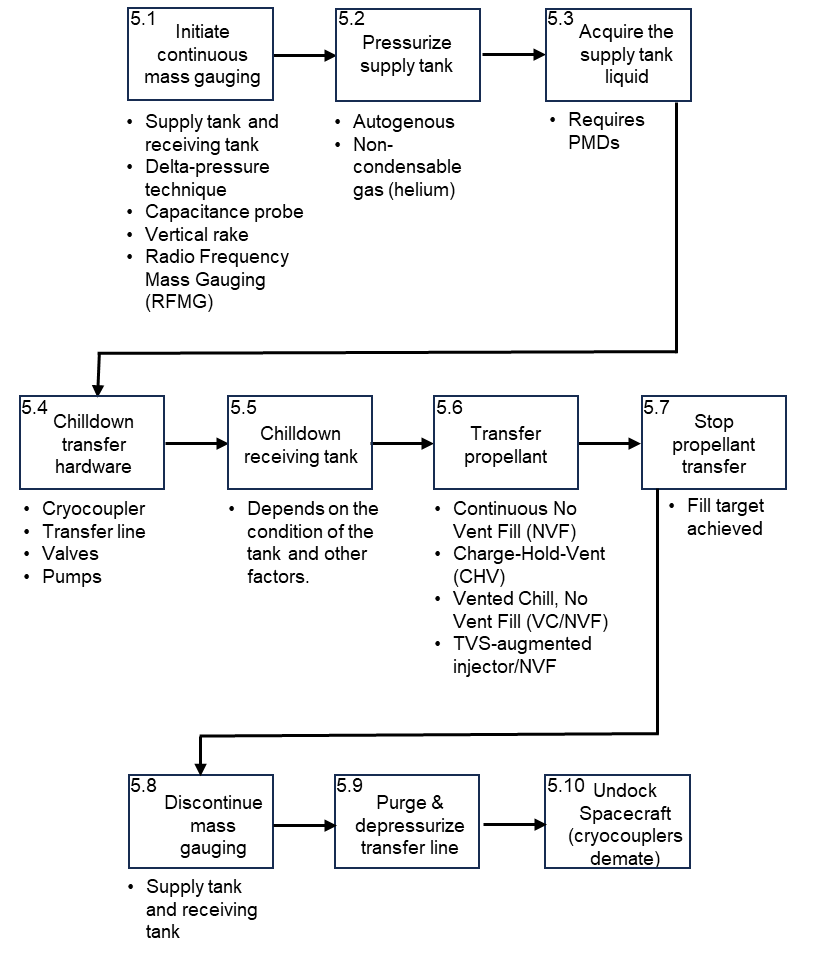 5.1
Initiate
continuous
mass gauging
• Supply tank and
receiving tank
• Delta-pressure
technique
• Capacitance probe
• Vertical rake
• Radio Frequency
Mass Gauging
(RFMG)
5.2
Pressurize
supply tank
• Autogenous
• Non-
condensable
gas (helium)
5.3
Acquire the
supply tank
liquid
• Requires
PMDs
5.4
Chilldown
transfer
hardware
• Cryocoupler
• Transfer line
• Valves
• Pumps
5.5
Chilldown
receiving tank
• Depends on the
condition of the
tank and other
factors.
5.6
Transfer
propellant
• Continuous No
Vent Fill (NVF)
• Charge-Hold-Vent
(CHV)
• Vented Chill, No
Vent Fill (VC/NVF)
• TVS-augmented
injector/NVF
5.7
Stop
propellant
transfer
• Fill target
achieved
5.8
Discontinue
mass
gauging
• Supply tank
and receiving
tank
5.9
Purge &
depressurize
transfer line
5.10
Undock
Spacecraft
(cryocouplers
demate)